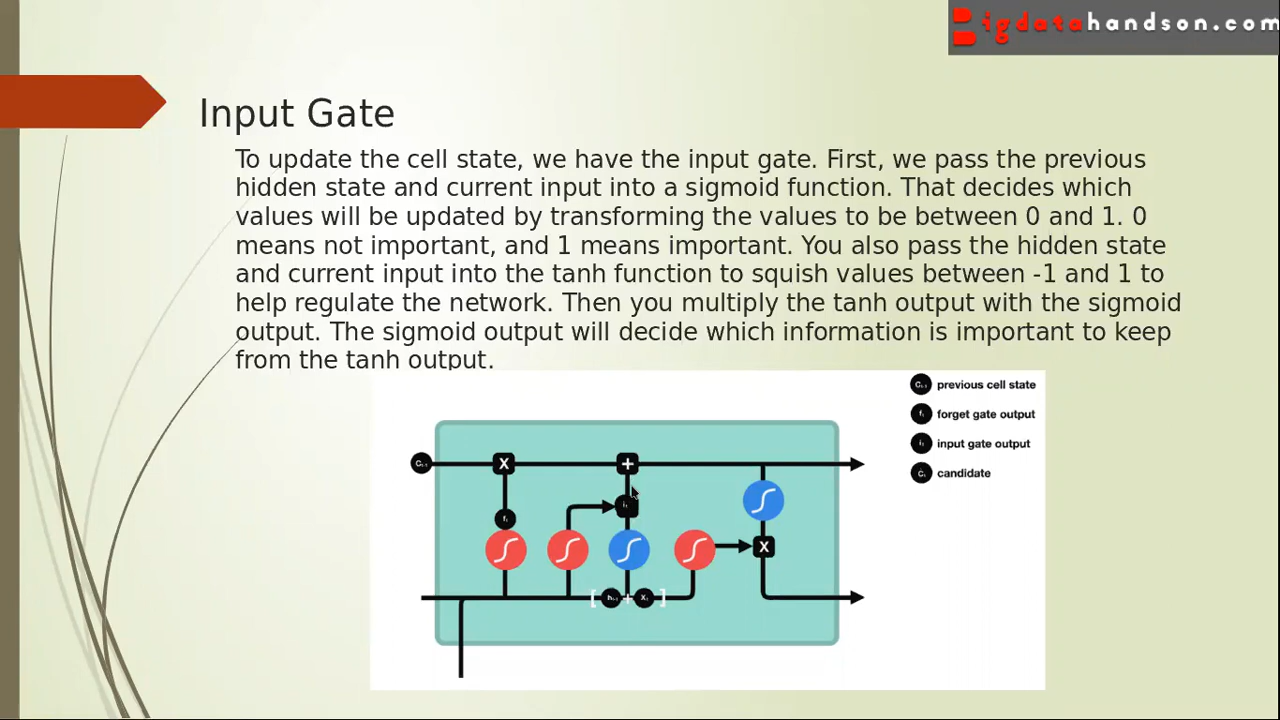 Bigdatahandson.com
Input Gate
To update the cell state, we have the input gate. First, we pass the previous
hidden state and current input into a sigmoid function. That decides which
values will be updated by transforming the values to be between 0 and 1. 0
means not important, and 1 means important. You also pass the hidden state
and current input into the tanh function to squish values between -1 and 1 to
help regulate the network. Then you multiply the tanh output with the sigmoid
output. The sigmoid output will decide which information is important to keep
from the tanh output.
previous cell state
forget gate output
input gate output
candidate
X +
X
[ + ]